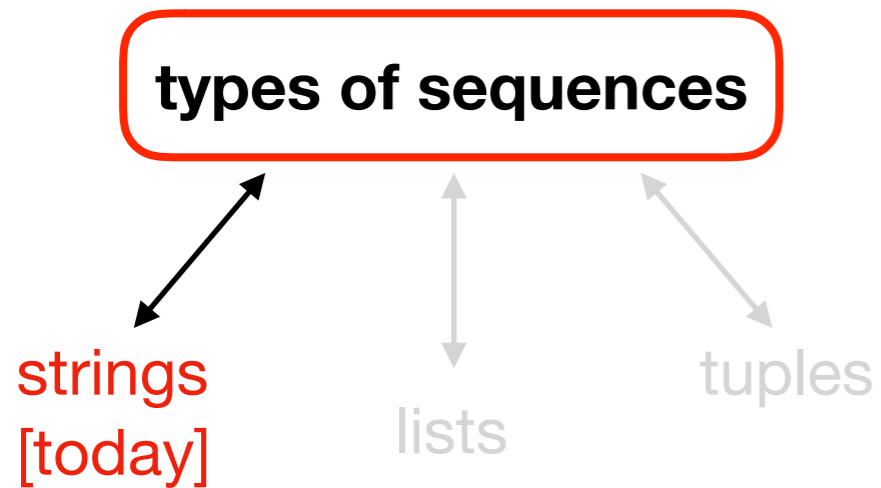 types of sequences
strings
[today]
lists
tuples